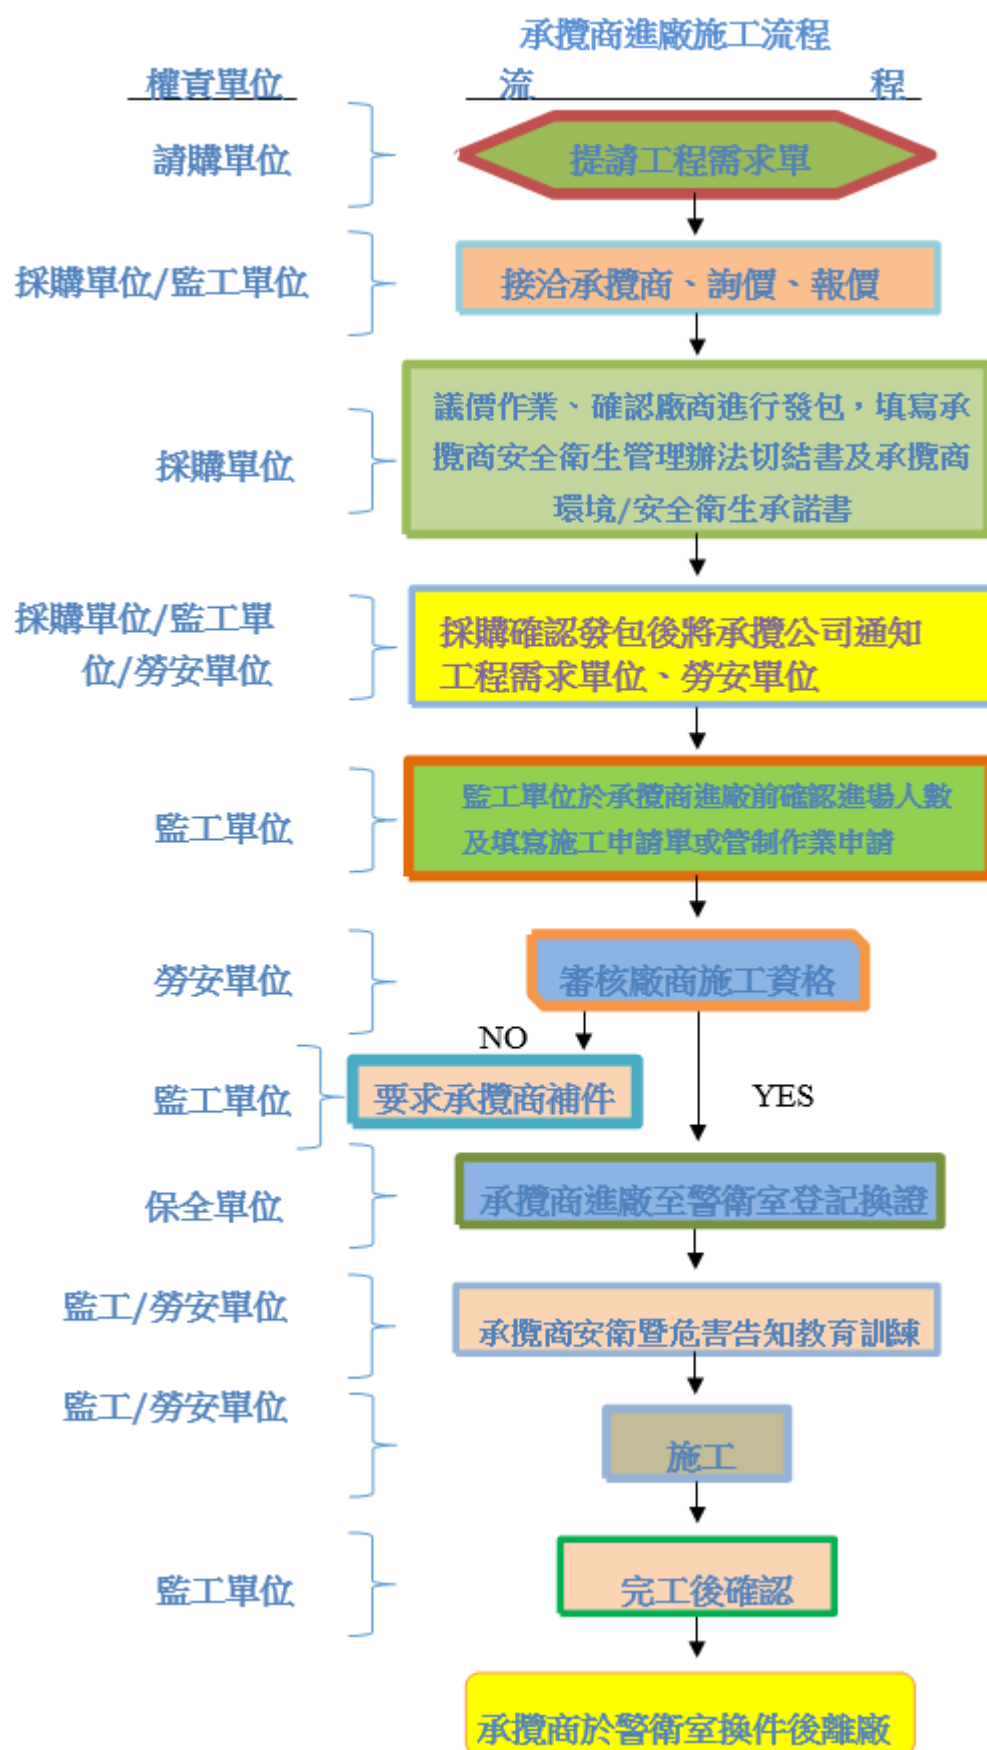 承攬商進廠施工流程
權責單位 流 程
請購單位
提請工程需求單
採購單位/監工單位
接洽承攬商、詢價、報價
採購單位
議價作業、確認廠商進行發包，填寫承
攬商安全衛生管理辦法切結書及承攬商
環境/安全衛生承諾書
採購單位/監工單
位/勞安單位
採購確認發包後將承攬公司通知
工程需求單位、勞安單位
監工單位
監工單位於承攬商進廠前確認進場人數
及填寫施工申請單或管制作業申請
勞安單位
審核廠商施工資格
NO
監工單位
要求承攬商補件
YES
保全單位
承攬商進廠至警衛室登記換證
監工/勞安單位
承攬商安衛暨危害告知教育訓練
監工/勞安單位
施工
監工單位
完工後確認
承攬商於警衛室換件後離廠